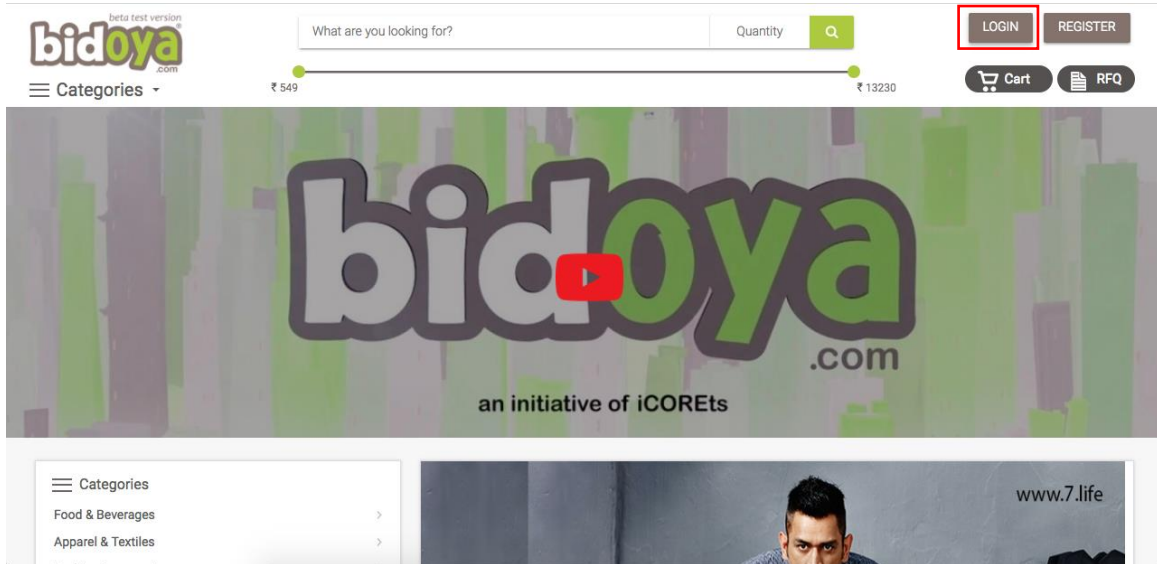 beta test version
bidoya
.com
What are you looking for?
Quantity
LOGIN
REGISTER
Categories
₹ 549
₹ 13230
Cart
RFQ
bidoya
.com
an initiative of iCOREts
Categories
Food & Beverages
Apparel & Textiles
www.7.life